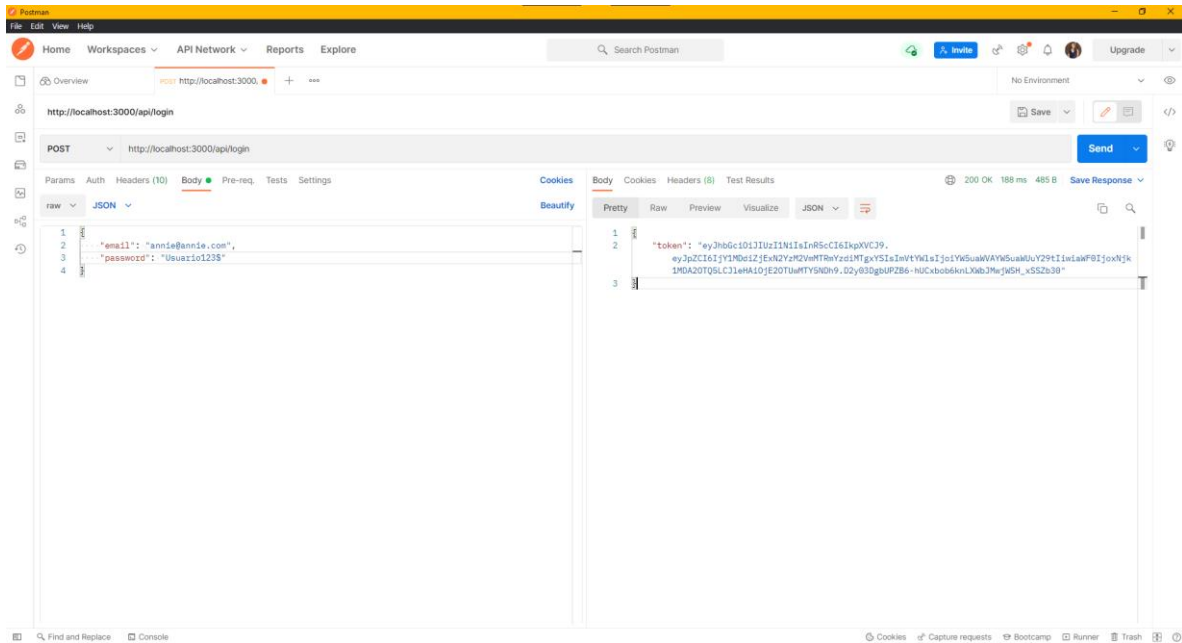 Postman
File Edit View Help
Home Workspaces API Network Reports Explore
Search Postman
Invite
Upgrade
Overview
POST http://localhost:3000.
No Environment
http://localhost:3000/api/login
Save
POST http://localhost:3000/api/login
Send
Params Auth Headers (10) Body Pre-req. Tests Settings
Cookies
raw JSON
Beautify
1 {
2 "email": "annie@annie.com",
3 "password": "Usuario123$"
4 }
Body Cookies Headers (8) Test Results
200 OK 188 ms 485 B Save Response
Pretty Raw Preview Visualize JSON
1 {
2 "token": "eyJhbGciOiJIUzI1NiIsInR5cCI6IkpXVCJ9.
3 }
Find and Replace Console
Cookies Capture requests Bootcamp Runner Trash